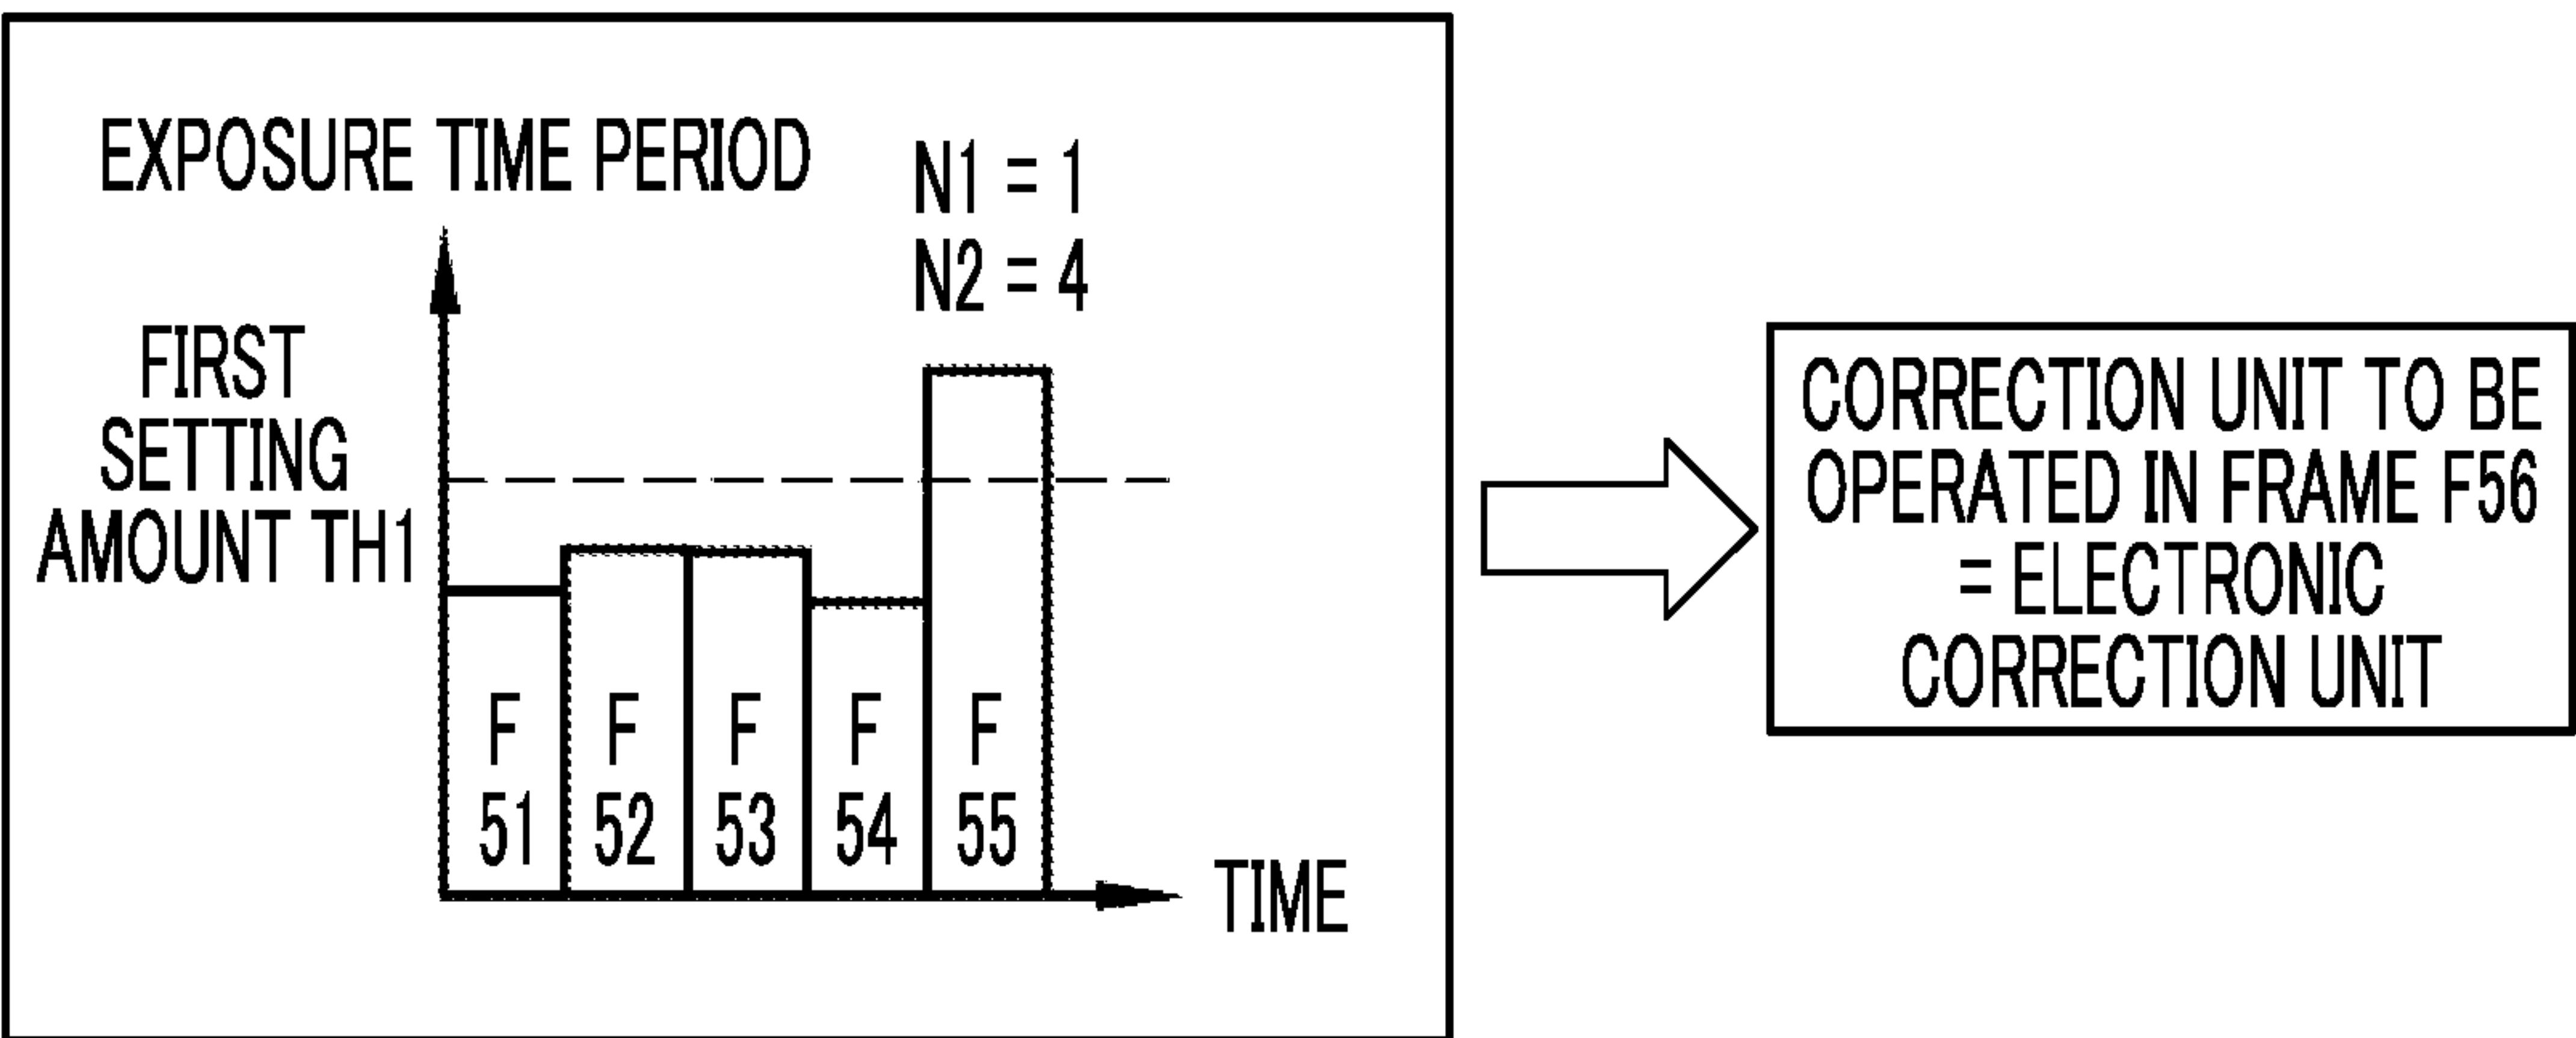 EXPOSURE TIME PERIOD
N1 = 1
N2 = 4
FIRST
SETTING
AMOUNT TH1
F
51
F
52
F
53
F
54
F
55
TIME
CORRECTION UNIT TO BE
OPERATED IN FRAME F56
= ELECTRONIC
CORRECTION UNIT